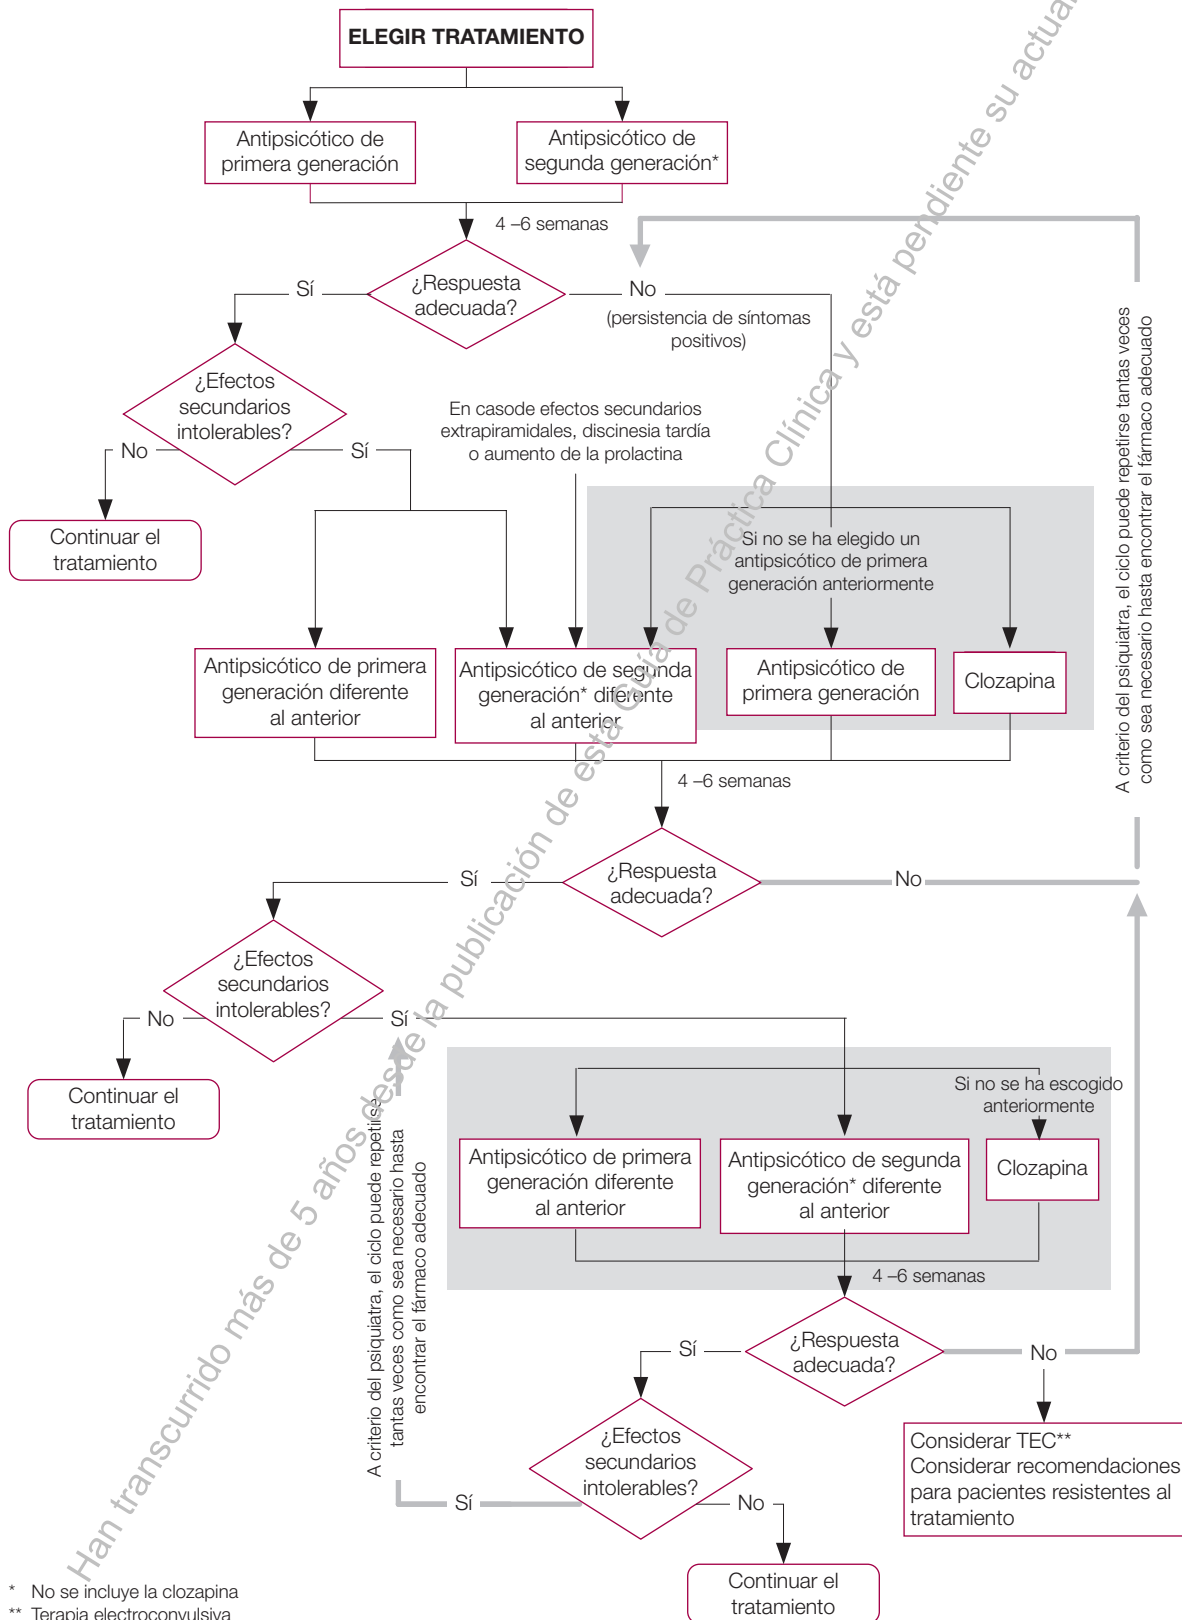 ELEGIR TRATAMIENTO
Antipsicótico de
primera generación
Antipsicótico de
segunda generación*
4 –6 semanas
¿Respuesta
adecuada?
Sí
No
(persistencia de síntomas
positivos)
¿Efectos
secundarios
intolerables?
No
Sí
Continuar el
tratamiento
En casode efectos secundarios
extrapiramidales, discinesia tardía
o aumento de la prolactina
Si no se ha elegido un
antipsicótico de primera
generación anteriormente
Antipsicótico de primera
generación diferente
al anterior
Antipsicótico de segunda
generación* diferente
al anterior
Antipsicótico de
primera generación
Clozapina
A criterio del psiquiatra, el ciclo puede repetirse tantas veces
como sea necesario hasta encontrar el fármaco adecuado
4 –6 semanas
¿Respuesta
adecuada?
Sí
No
¿Efectos
secundarios
intolerables?
No
Sí
Continuar el
tratamiento
A criterio del psiquiatra, el ciclo puede repetirse
tantas veces como sea necesario hasta
encontrar el fármaco adecuado
Si no se ha escogido
anteriormente
Antipsicótico de primera
generación diferente
al anterior
Antipsicótico de segunda
generación* diferente
al anterior
Clozapina
4 –6 semanas
¿Respuesta
adecuada?
Sí
No
¿Efectos
secundarios
intolerables?
Sí
No
Considerar TEC**
Considerar recomendaciones
para pacientes resistentes al
tratamiento
Continuar el
tratamiento
* No se incluye la clozapina
** Terapia electroconvulsiva
Han transcurrido más de 5 años desde la publicación de esta Guía de Práctica Clínica y está pendiente su actual